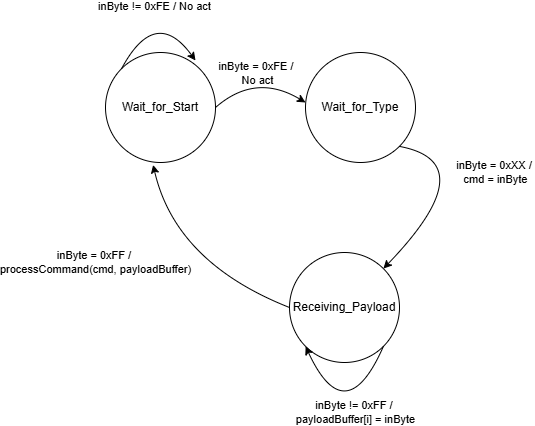 inByte != 0xFE / No act
inByte = 0xFE /
No act
Wait_for_Start
Wait_for_Type
inByte = 0xXX /
cmd = inByte
inByte = 0xFF /
processCommand(cmd, payloadBuffer)
Receiving_Payload
inByte != 0xFF /
payloadBuffer[i] = inByte